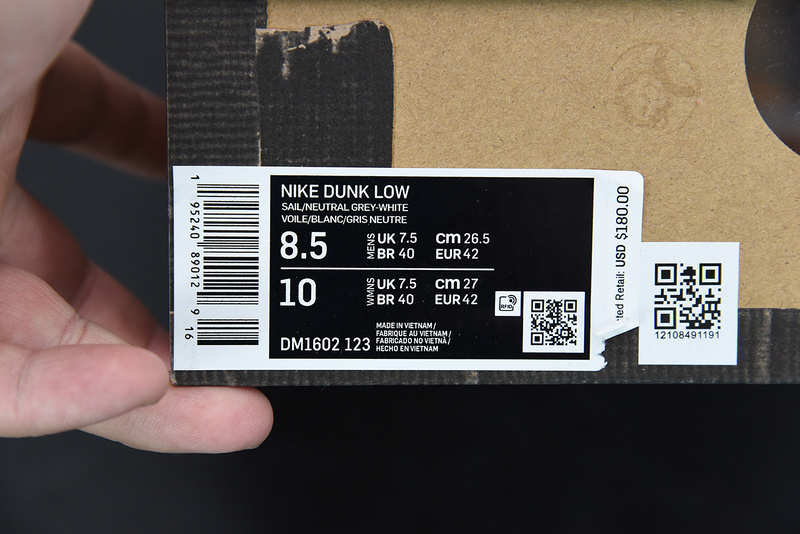 NIKE DUNK LOW
SAIL/NEUTRAL GREY-WHITE
VOILE/BLANC/GRIS NEUTRE
8.5 MENS UK 7.5 cm 26.5
BR 40 EUR 42
10 WMNS UK 7.5 cm 27
BR 40 EUR 42
RFID
MADE IN VIETNAM /
FABRIQUE AU VIETNAM /
FABRICADO NO VIETNÃ /
HECHO EN VIETNAM
DM1602 123
1 95240 89012 9 16
ted Retail: USD $180.00
12108491191